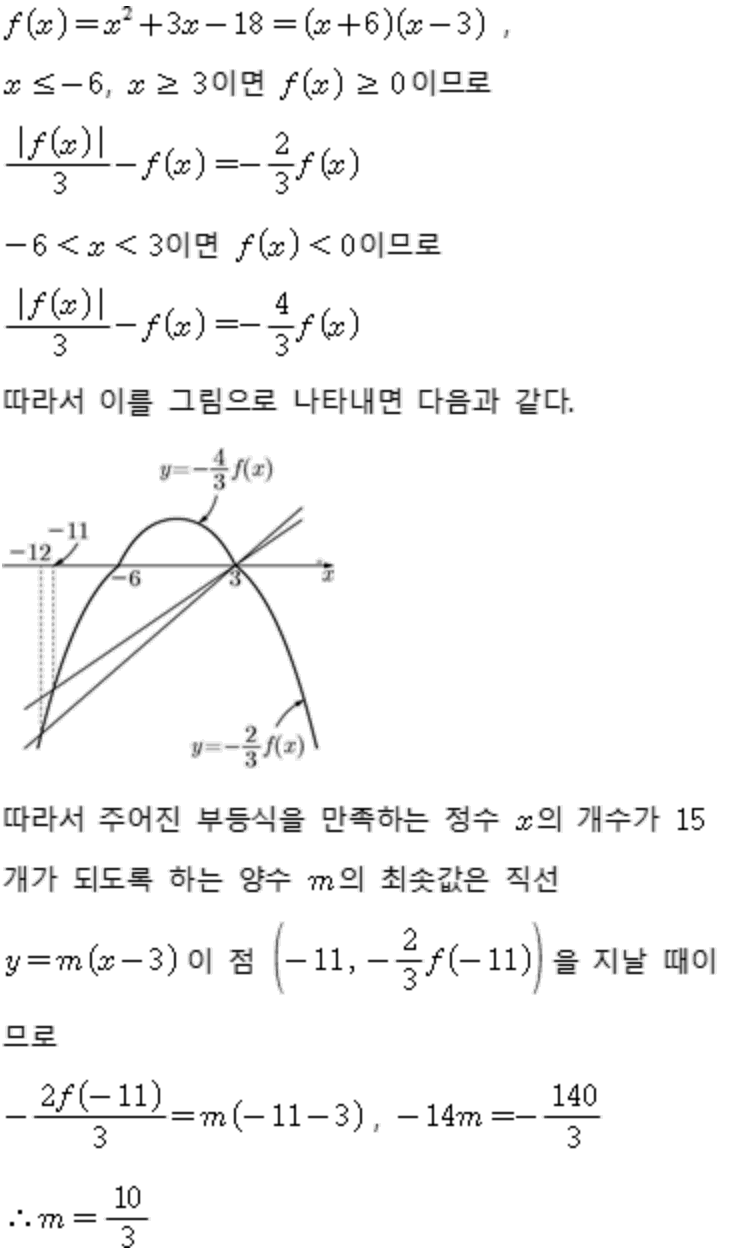 f(x)=x²+3x−18=(x+6)(x−3) ,
x ≤−6, x ≥ 3이면 f(x) ≥ 0이므로
|f(x)|/3 − f(x) =− 2/3 f(x)
−6 < x < 3이면 f(x) < 0이므로
|f(x)|/3 − f(x) =− 4/3 f(x)
따라서 이를 그림으로 나타내면 다음과 같다.
y=−4/3 f(x)
−11
−12
−6 3 x
y=−2/3 f(x)
따라서 주어진 부등식을 만족하는 정수 x의 개수가 15
개가 되도록 하는 양수 m의 최솟값은 직선
y=m(x−3) 이 점 (−11, −2/3 f(−11)) 을 지날 때이
므로
− 2f(−11)/3 = m(−11−3) , −14m =− 140/3
∴ m = 10/3